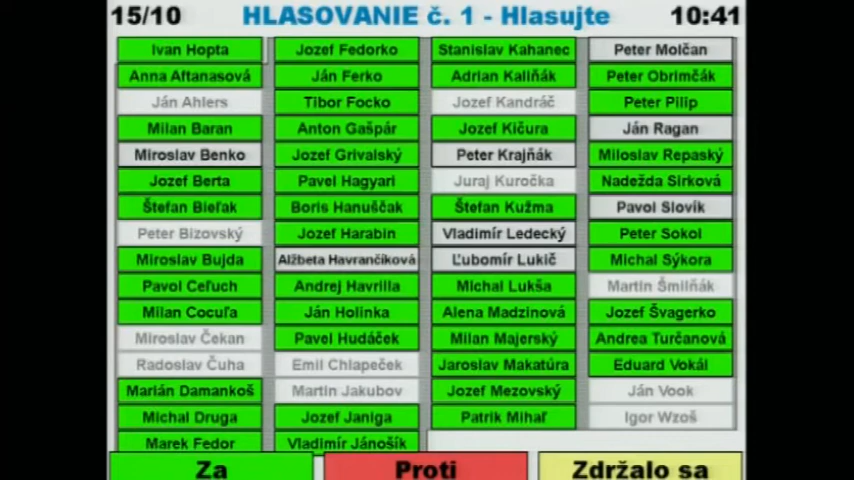 15/10 HLASOVANIE č. 1 - Hlasujte 10:41
Ivan Hopta Jozef Fedorko Stanislav Kahanec Peter Molčan
Anna Aftanasová Ján Ferko Adrian Kaliňák Peter Obrimčák
Ján Ahlers Tibor Focko Jozef Kandráč Peter Pilip
Milan Baran Anton Gašpár Jozef Kičura Ján Ragan
Miroslav Benko Jozef Grivalský Peter Krajňák Miloslav Repaský
Jozef Berta Pavel Hagyari Juraj Kuročka Nadežda Sirková
Štefan Bieľak Boris Hanuščak Štefan Kužma Pavol Slovík
Peter Bizovský Jozef Harabin Vladimír Ledecký Peter Sokol
Miroslav Bujda Alžbeta Havrančíková Ľubomír Lukič Michal Sýkora
Pavol Ceľuch Andrej Havrilla Michal Lukša Martin Šmilňák
Milan Cocuľa Ján Holinka Alena Madzinová Jozef Švagerko
Miroslav Čekan Pavel Hudáček Milan Majerský Andrea Turčanová
Radoslav Čuha Emil Chlapeček Jaroslav Makatúra Eduard Vokál
Marián Damankoš Martin Jakubov Jozef Mezovský Ján Vook
Michal Druga Jozef Janiga Patrik Mihaľ Igor Wzoš
Marek Fedor Vladimír Jánošík
Za Proti Zdržalo sa